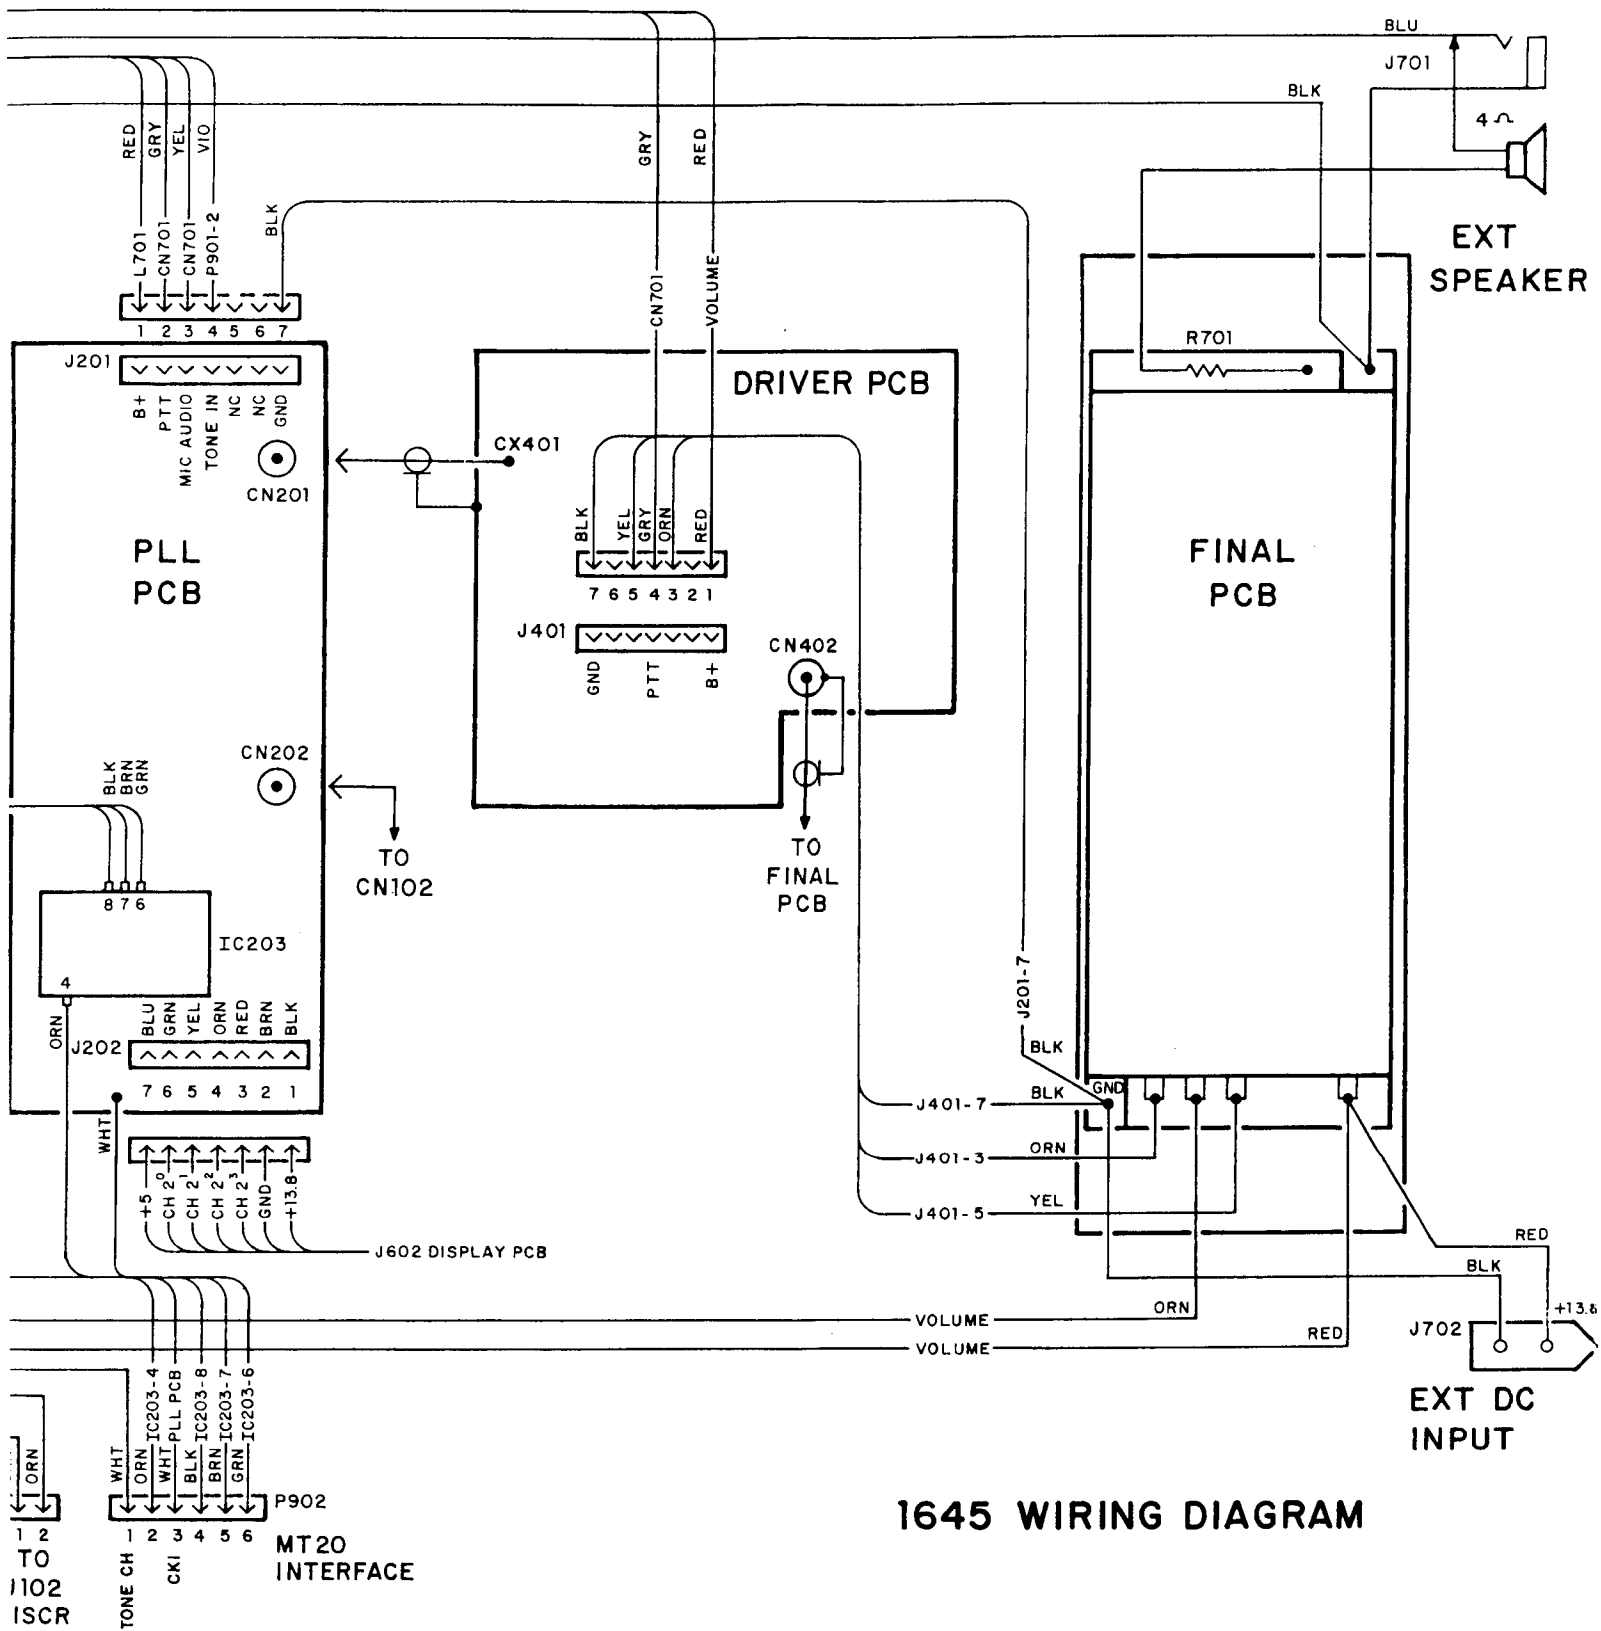 BLU
J701
BLK
4 Ω
EXT
SPEAKER
RED
GRY
YEL
VIO
L701
CN701
CN701
P901-2
BLK
1 2 3 4 5 6 7
J201
B+
PTT
MIC AUDIO
TONE IN
NC
NC
GND
CN201
PLL
PCB
CN202
BLK
BRN
GRN
8 7 6
IC203
4
ORN
J202
BLU
GRN
YEL
ORN
RED
BRN
BLK
7 6 5 4 3 2 1
WHT
+5
CH 2⁰
CH 2¹
CH 2²
CH 2³
GND
+13.8
J602 DISPLAY PCB
TO
CN102
GRY
RED
CN701
VOLUME
DRIVER PCB
CX401
BLK
YEL
GRY
ORN
RED
7 6 5 4 3 2 1
J401
GND
PTT
B+
CN402
TO
FINAL
PCB
R701
FINAL
PCB
J201-7
BLK
GND
J401-7
BLK
J401-3
ORN
J401-5
YEL
RED
BLK
ORN
VOLUME
VOLUME
RED
+13.8
J702
EXT DC
INPUT
ORN
1 2
TO
J102
ISCR
WHT
ORN
IC203-4
WHT
PLL PCB
BLK
IC203-8
BRN
IC203-7
GRN
IC203-6
P902
1 2 3 4 5 6
TONE CH
CK1
MT20
INTERFACE
1645 WIRING DIAGRAM